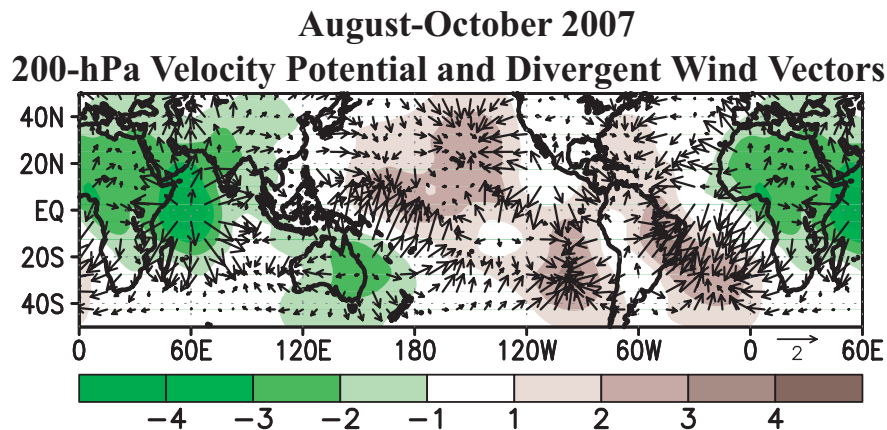 August-October 2007
200-hPa Velocity Potential and Divergent Wind Vectors
40N
20N
EQ
20S
40S
0 60E 120E 180 120W 60W 0 2 60E
−4 −3 −2 −1 1 2 3 4